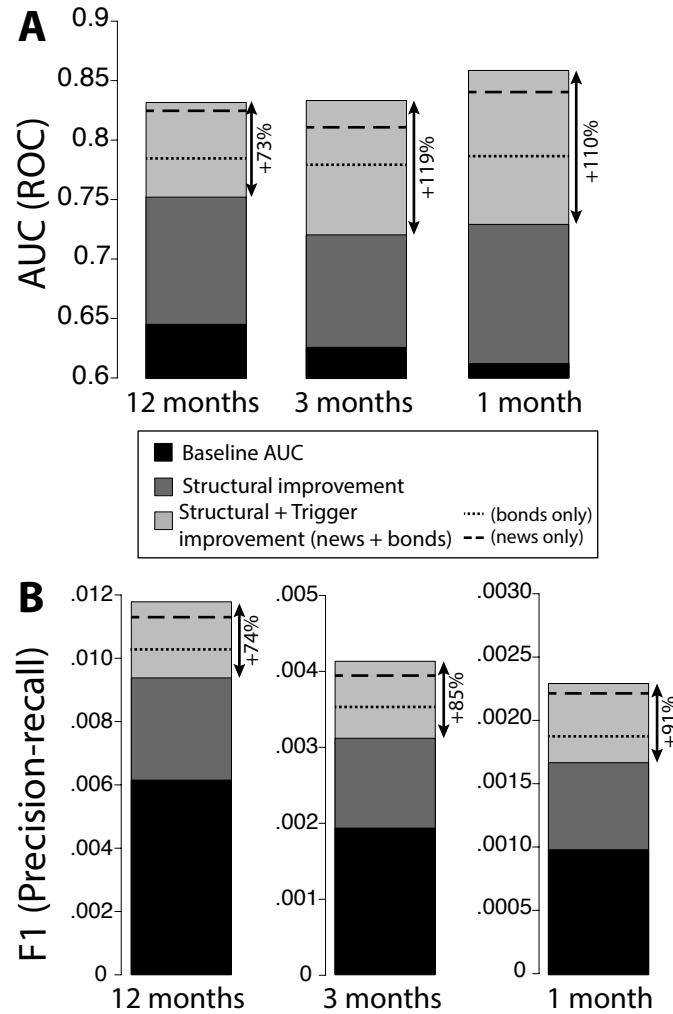 A
AUC (ROC)
0.9
0.85
0.8
0.75
0.7
0.65
0.6
+73%
+119%
+110%
12 months
3 months
1 month
Baseline AUC
Structural improvement
Structural + Trigger
improvement (news + bonds)
(bonds only)
(news only)
B
F1 (Precision-recall)
.012
.010
.008
.006
.004
.002
0
+74%
12 months
.005
.004
.003
.002
.001
0
+85%
3 months
.0030
.0025
.0020
.0015
.0010
.0005
0
+91%
1 month